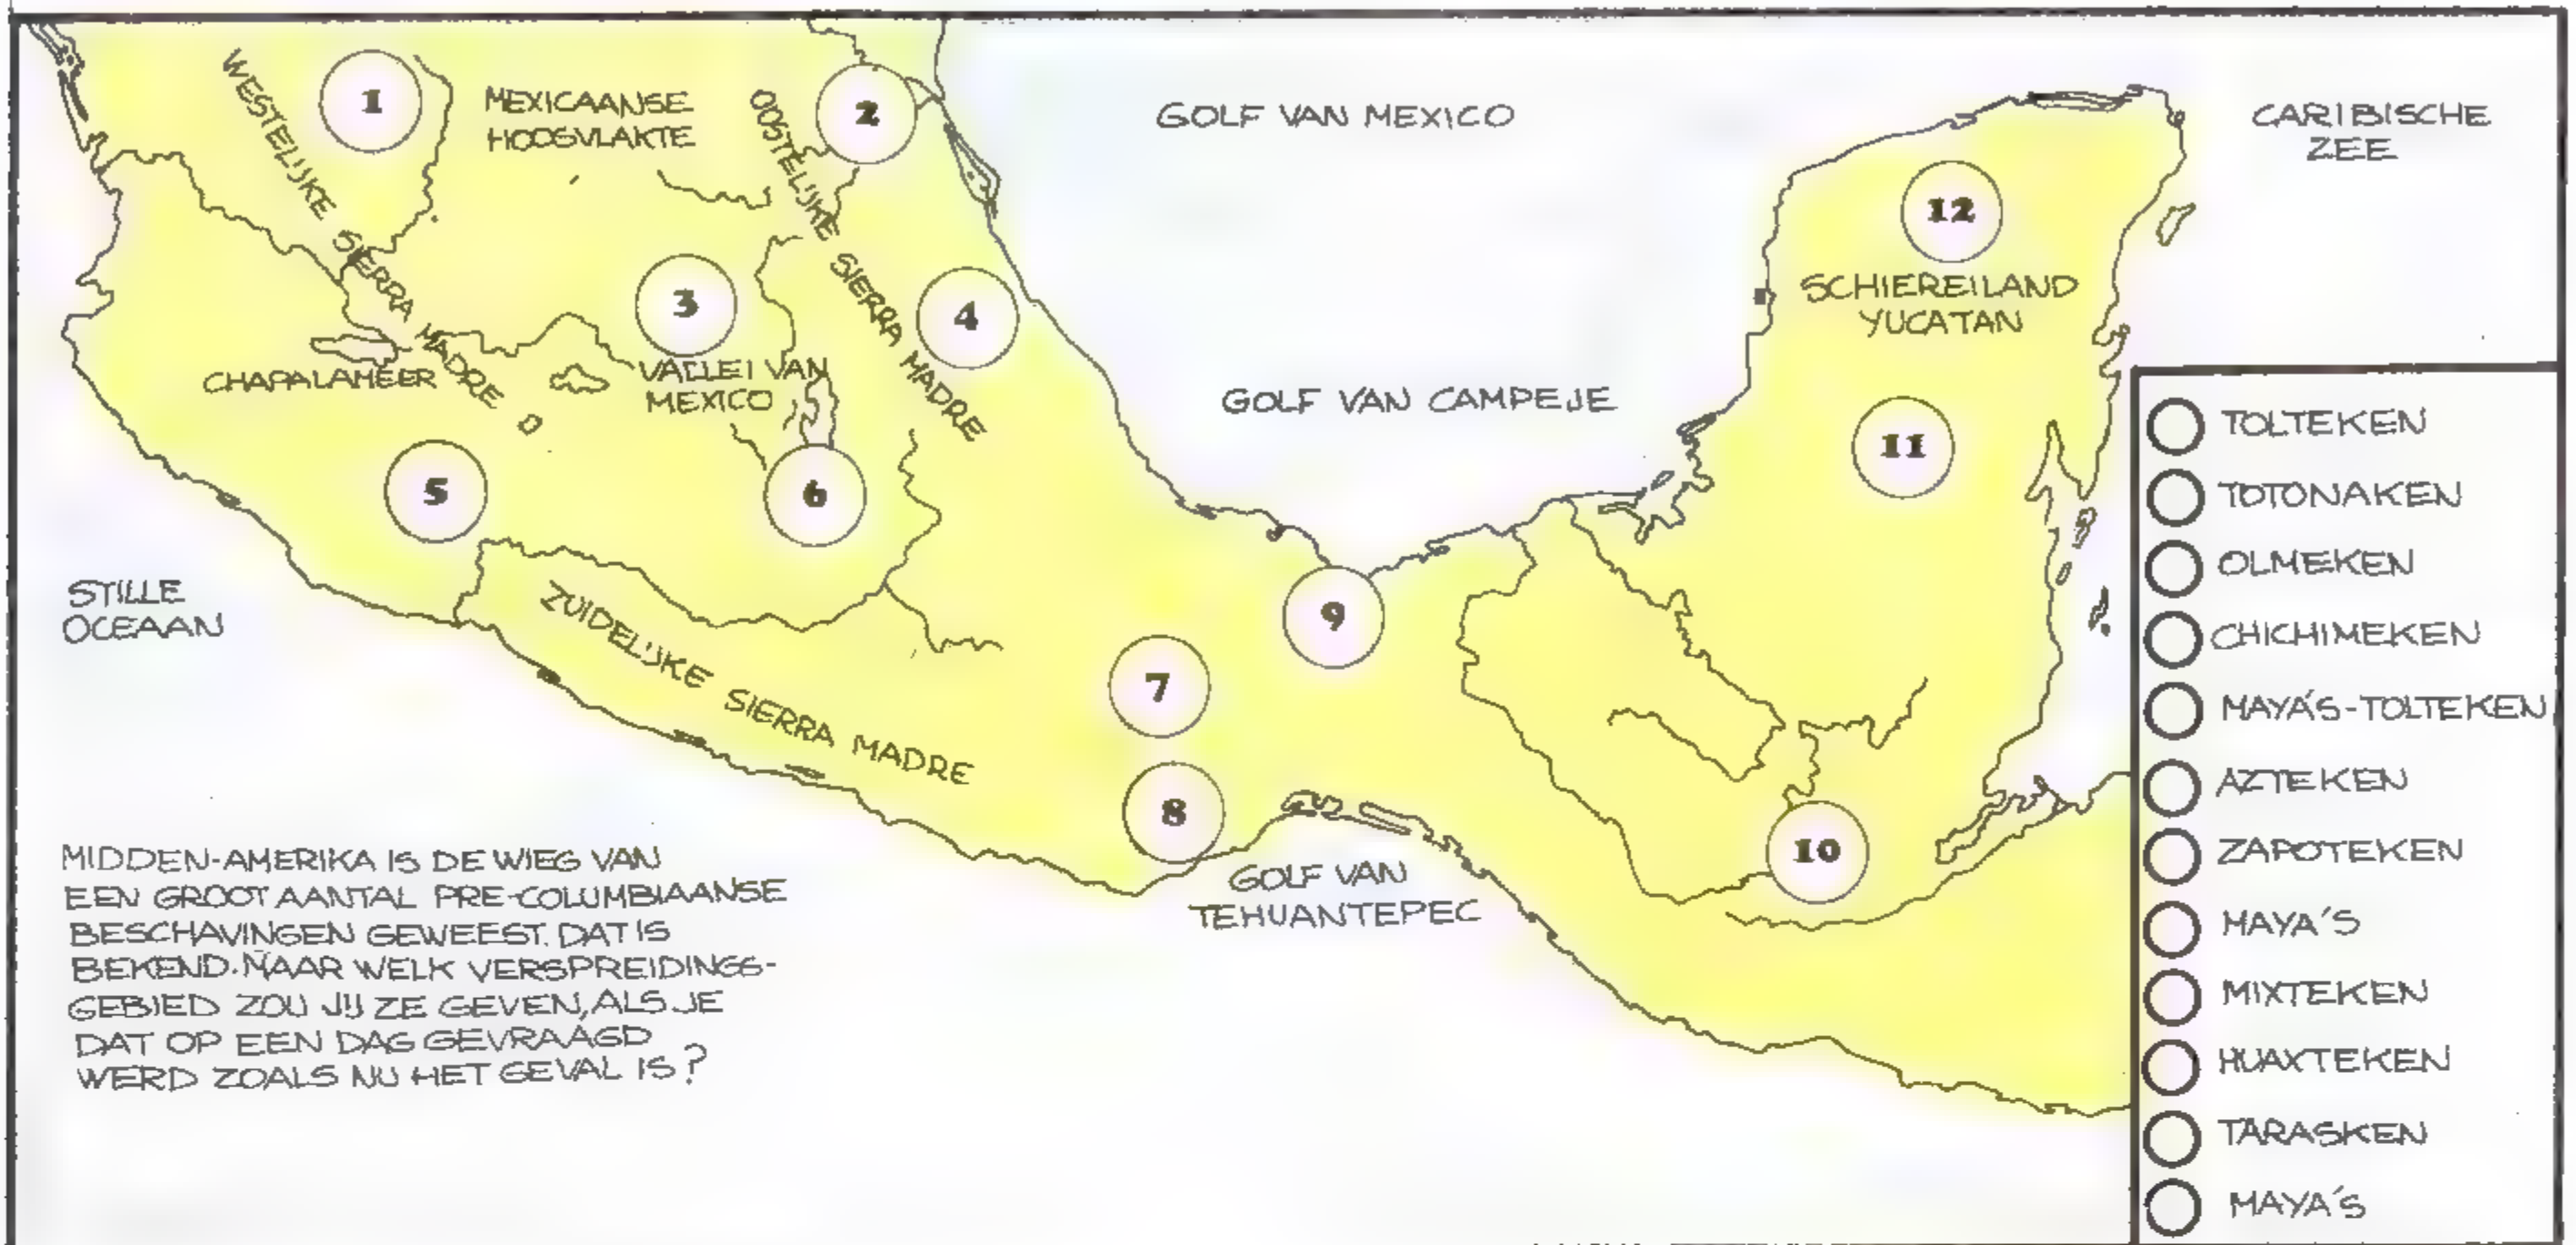 WESTELIJKE SIERRA MADRE
1
MEXICAANSE
HOOGVLAKTE
OOSTELIJKE SIERRA MADRE
2
GOLF VAN MEXICO
CARIBISCHE
ZEE
12
SCHIEREILAND
YUCATAN
3
VALLEI VAN
MEXICO
4
CHAPALAMEER
GOLF VAN CAMPEJE
11
5
6
STILLE
OCEAAN
ZUIDELIJKE SIERRA MADRE
9
7
8
10
GOLF VAN
TEHUANTEPEC
MIDDEN-AMERIKA IS DE WIEG VAN
EEN GROOT AANTAL PRE-COLUMBIAANSE
BESCHAVINGEN GEWEEST. DAT IS
BEKEND. MAAR WELK VERSPREIDINGS-
GEBIED ZOU JIJ ZE GEVEN, ALS JE
DAT OP EEN DAG GEVRAAGD
WERD ZOALS NU HET GEVAL IS?
TOLTEKEN
TOTONAKEN
OLMEKEN
CHICHIMEKEN
MAYA'S-TOLTEKEN
AZTEKEN
ZAPOTEKEN
MAYA'S
MIXTEKEN
HUAXTEKEN
TARASKEN
MAYA'S